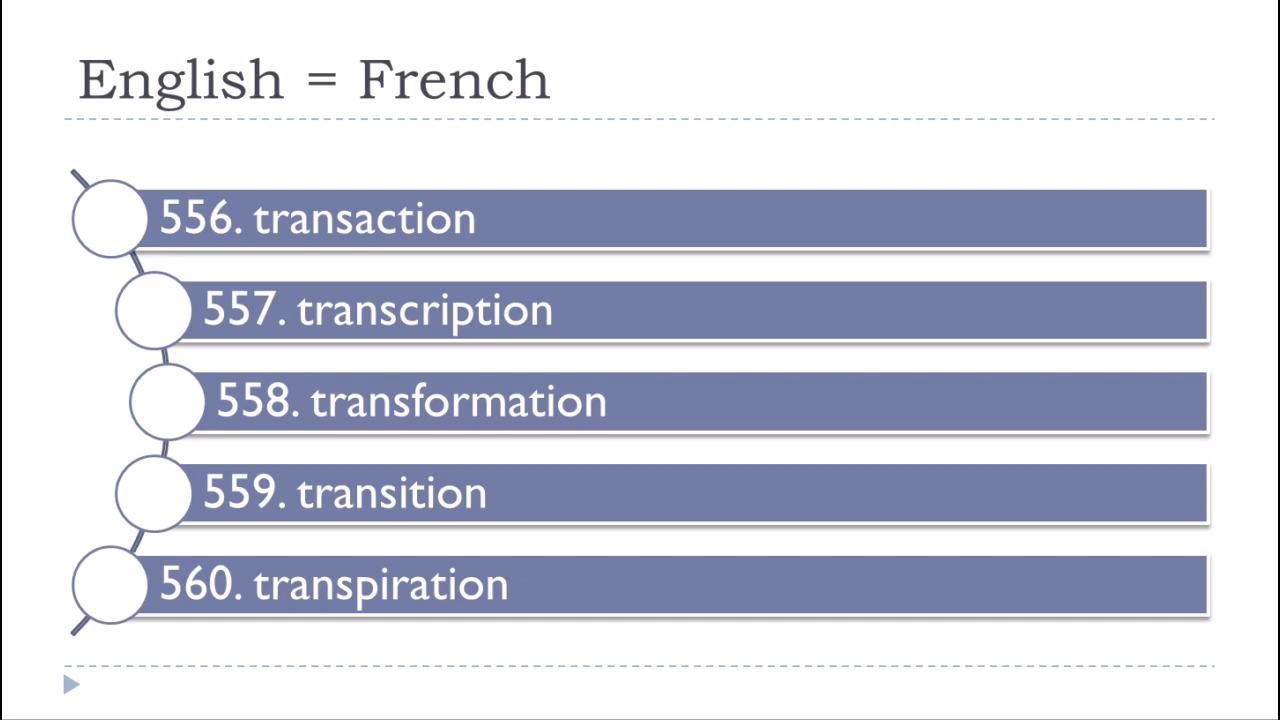 English = French
556. transaction
557. transcription
558. transformation
559. transition
560. transpiration